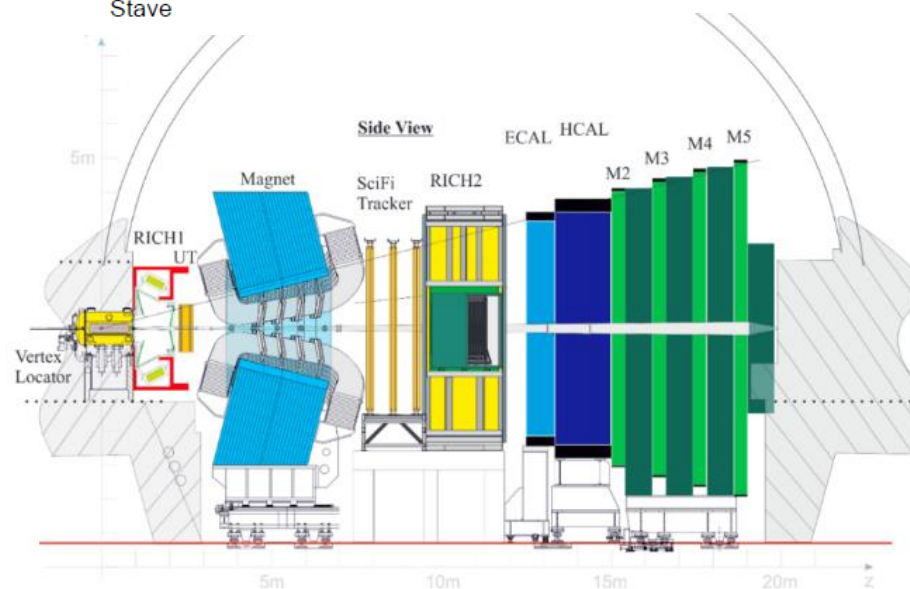 Stave
Side View
5m
ECAL
HCAL
M2
M3
M4
M5
Magnet
SciFi
Tracker
RICH2
RICH1
UT
Vertex
Locator
5m
10m
15m
20m
z